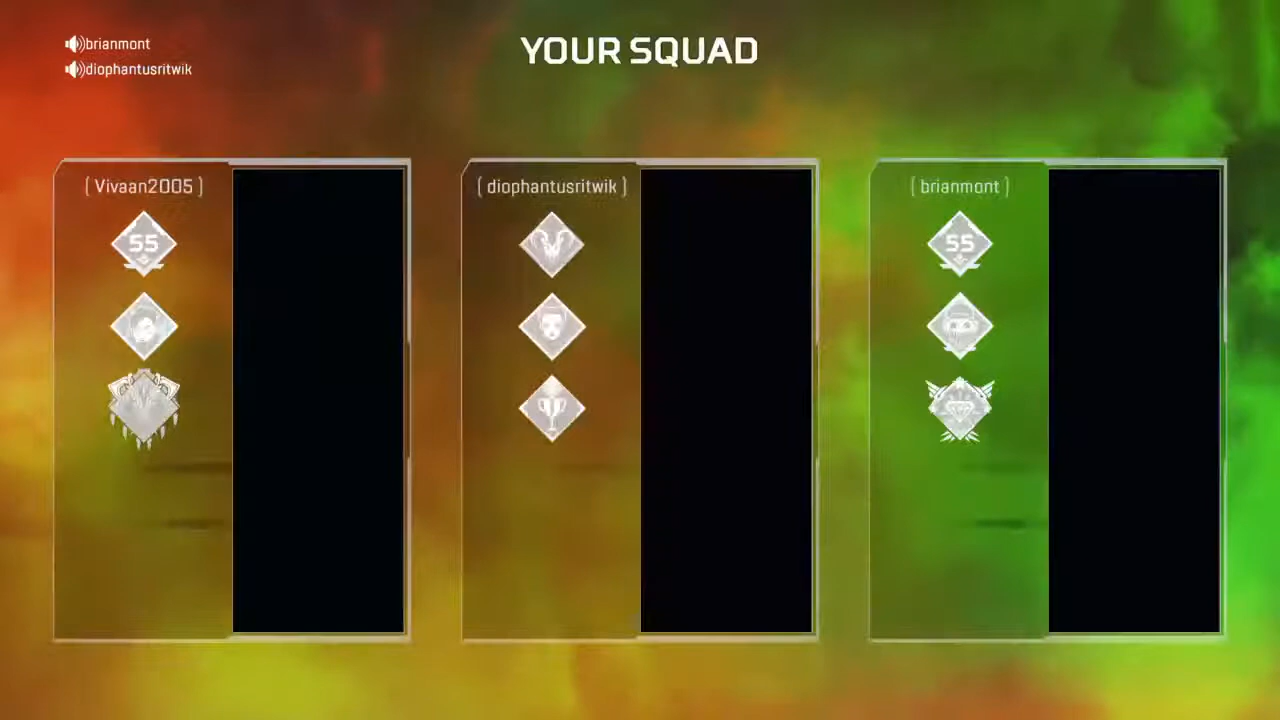 brianmont
diophantusritwik
YOUR SQUAD
[ Vivaan2005 ]
[ diophantusritwik ]
[ brianmont ]
55
55